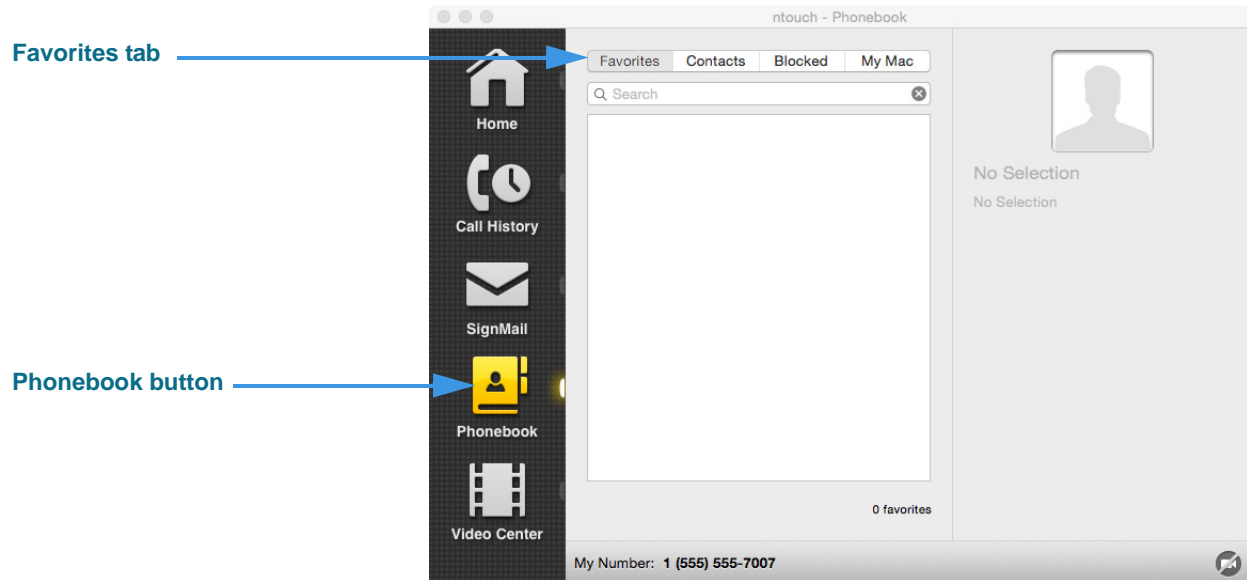 ntouch - Phonebook
Favorites tab
Favorites Contacts Blocked My Mac
Search
Home
No Selection
No Selection
Call History
SignMail
Phonebook button
Phonebook
0 favorites
Video Center
My Number: 1 (555) 555-7007